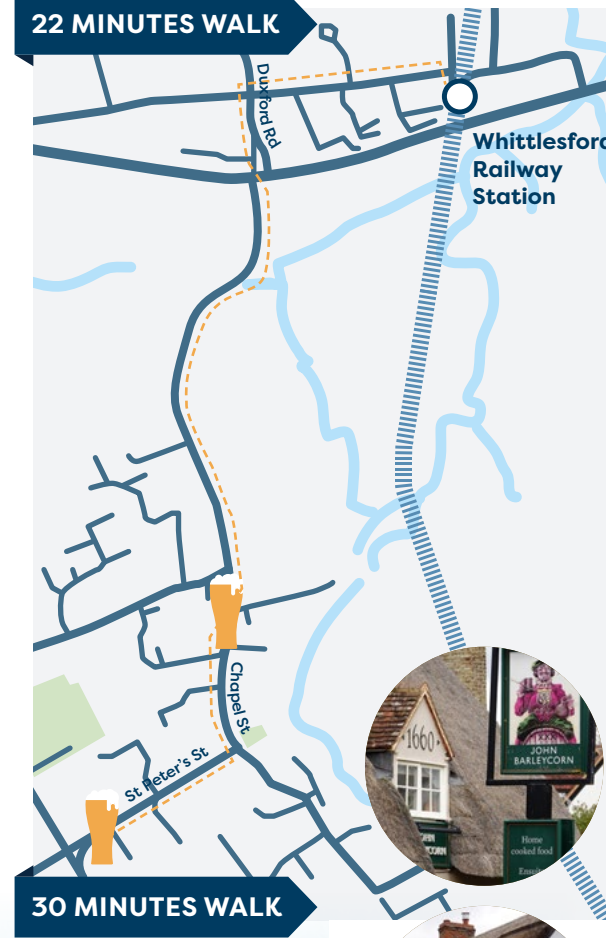 22 MINUTES WALK
Duxford Rd
Whittlesford
Railway
Station
Chapel St
St Peter's St
1660
JOHN
BARLEYCORN
Home
cooked food
30 MINUTES WALK